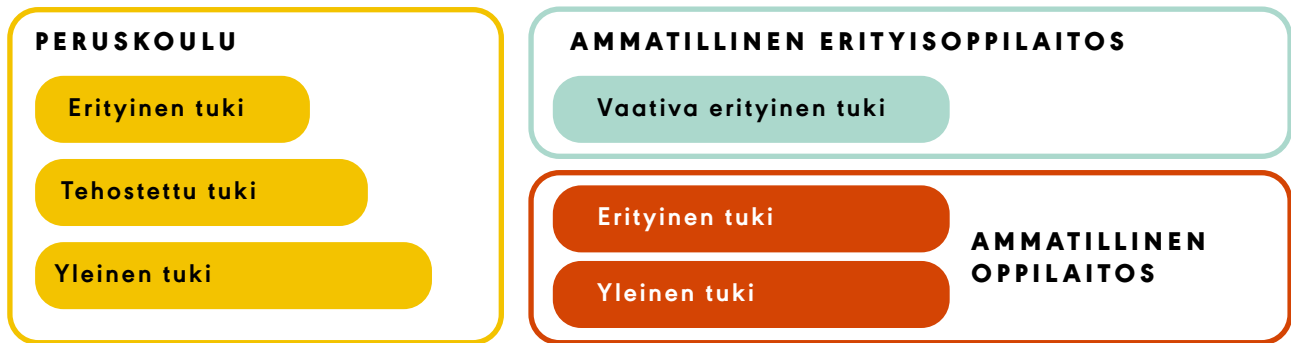 PERUSKOULU
Erityinen tuki
Tehostettu tuki
Yleinen tuki
AMMATILLINEN ERITYISOPPILAITOS
Vaativa erityinen tuki
Erityinen tuki
Yleinen tuki
AMMATILLINEN
OPPILAITOS